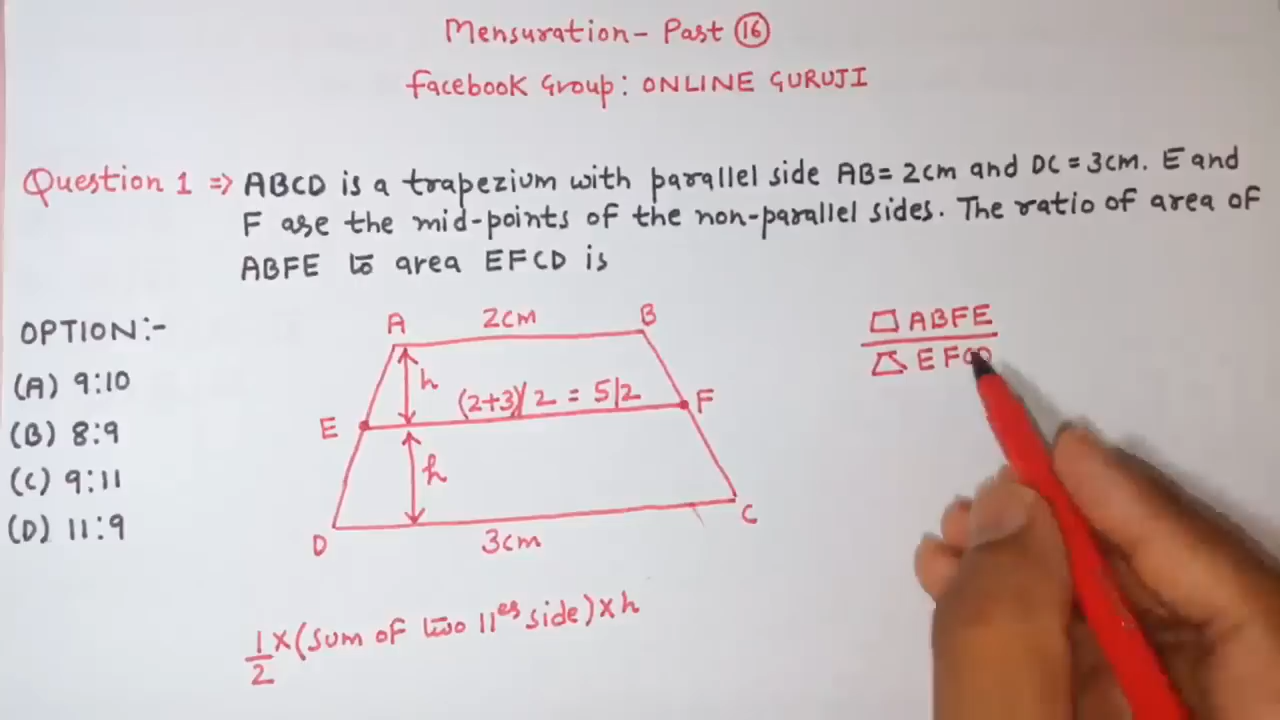 Mensuration - Part 16
Facebook Group: ONLINE GURUJI
Question 1 => ABCD is a trapezium with parallel side AB = 2cm and DC = 3cm. E and
F are the mid-points of the non-parallel sides. The ratio of area of
ABFE to area EFCD is
OPTION:-
(A) 9:10
(B) 8:9
(C) 9:11
(D) 11:9
A 2cm B
h
(2+3)/2 = 5/2
E F
h
D 3cm C
1/2 × (sum of two 11es side) × h
▱ ABFE
⏢ EFCD